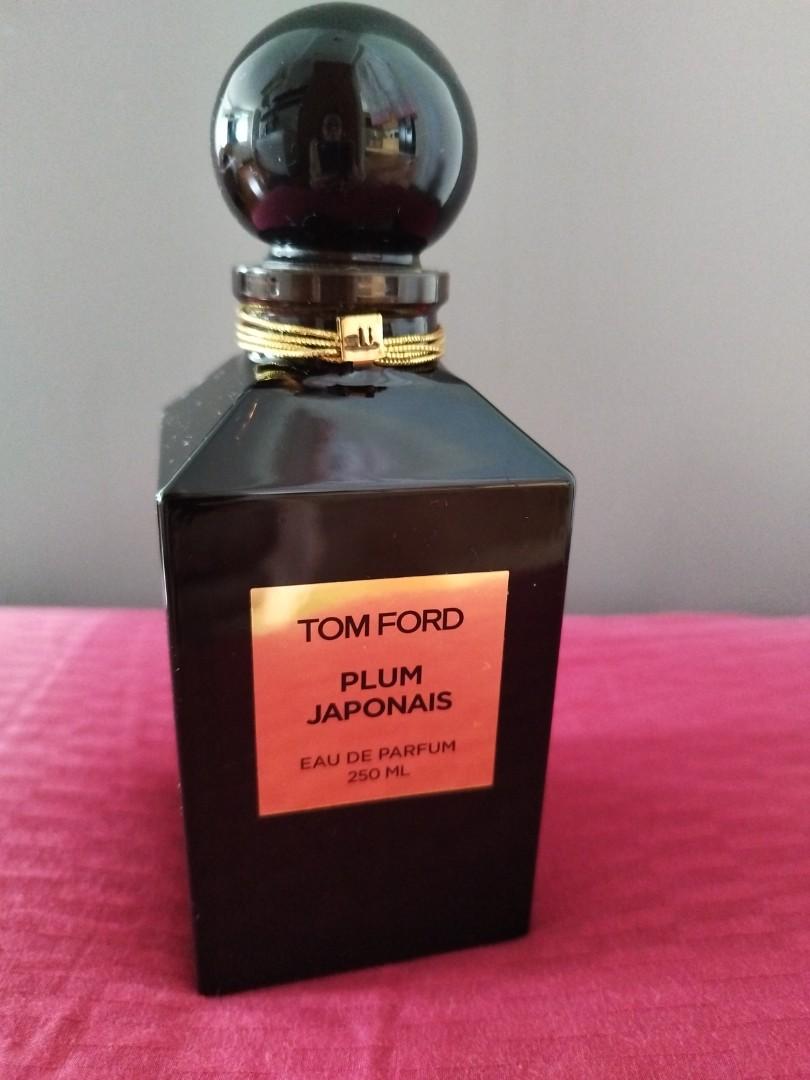 TOM FORD
PLUM
JAPONAIS
EAU DE PARFUM
250 ML